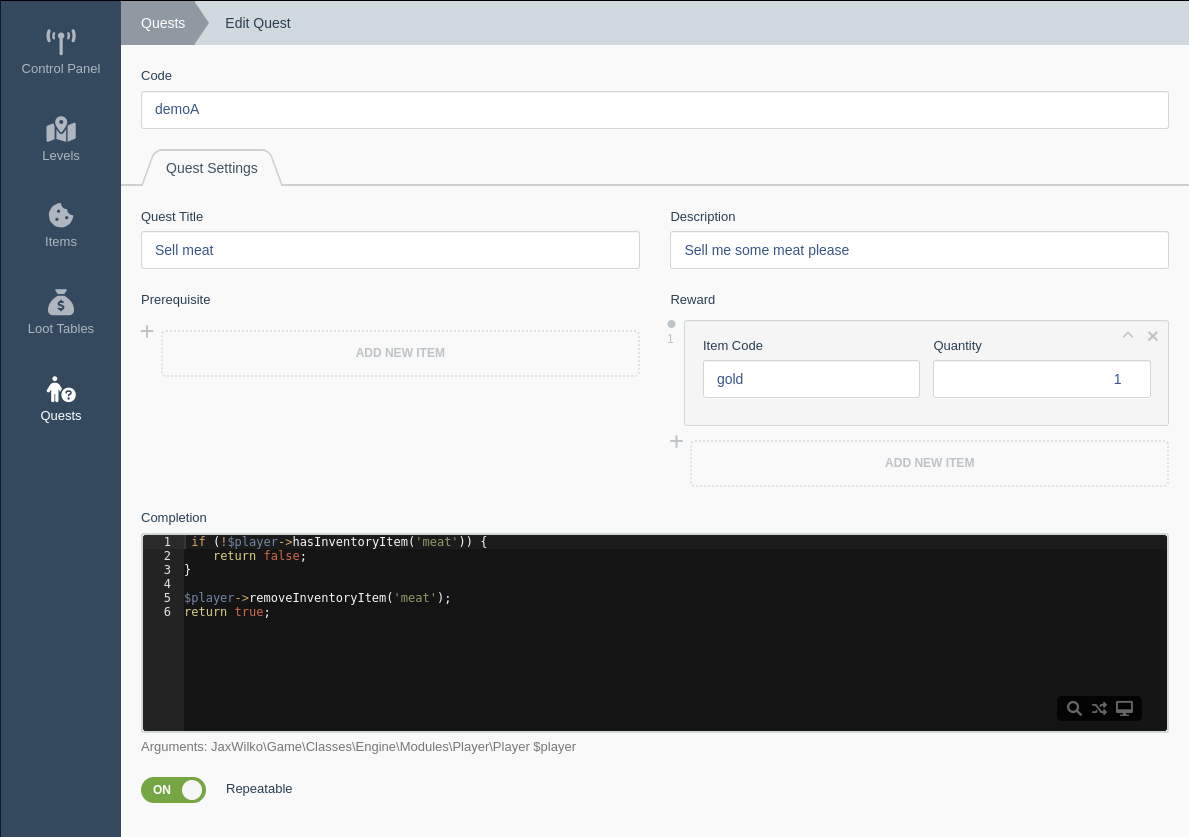 Quests
Edit Quest
Control Panel
Levels
Items
Loot Tables
Quests
Code
demoA
Quest Settings
Quest Title
Description
Sell meat
Sell me some meat please
Prerequisite
Reward
ADD NEW ITEM
1
Item Code
Quantity
gold
1
ADD NEW ITEM
Completion
1 if (!$player->hasInventoryItem('meat')) {
2     return false;
3 }
4
5 $player->removeInventoryItem('meat');
6 return true;
Arguments: JaxWilko\Game\Classes\Engine\Modules\Player\Player $player
ON
Repeatable